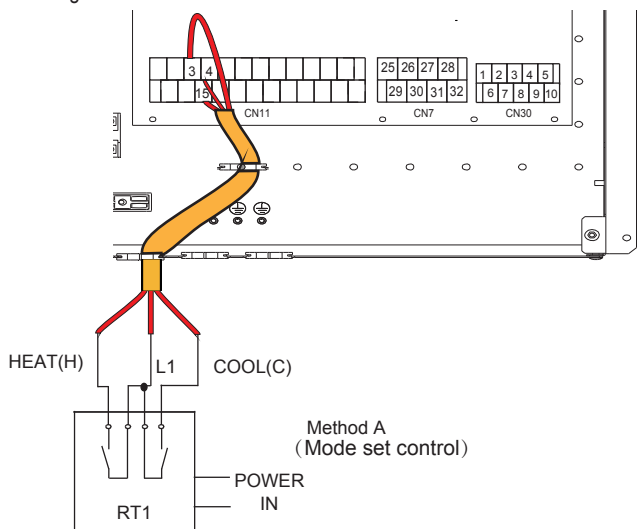 3 4
25 26 27 28
1 2 3 4 5
15
29 30 31 32
6 7 8 9 10
CN11
CN7
CN30
HEAT(H)
L1
COOL(C)
Method A
(Mode set control)
POWER
IN
RT1